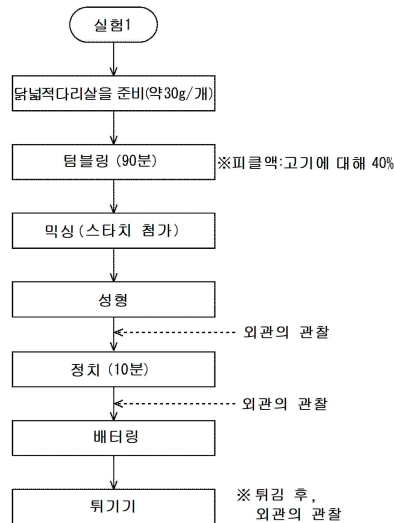 실험1
닭넓적다리살을 준비(약30g/개)
텀블링 (90분)
※피클액:고기에 대해 40%
믹싱(스타치 첨가)
성형
외관의 관찰
정치 (10분)
외관의 관찰
배터링
튀기기
※ 튀김 후,
외관의 관찰